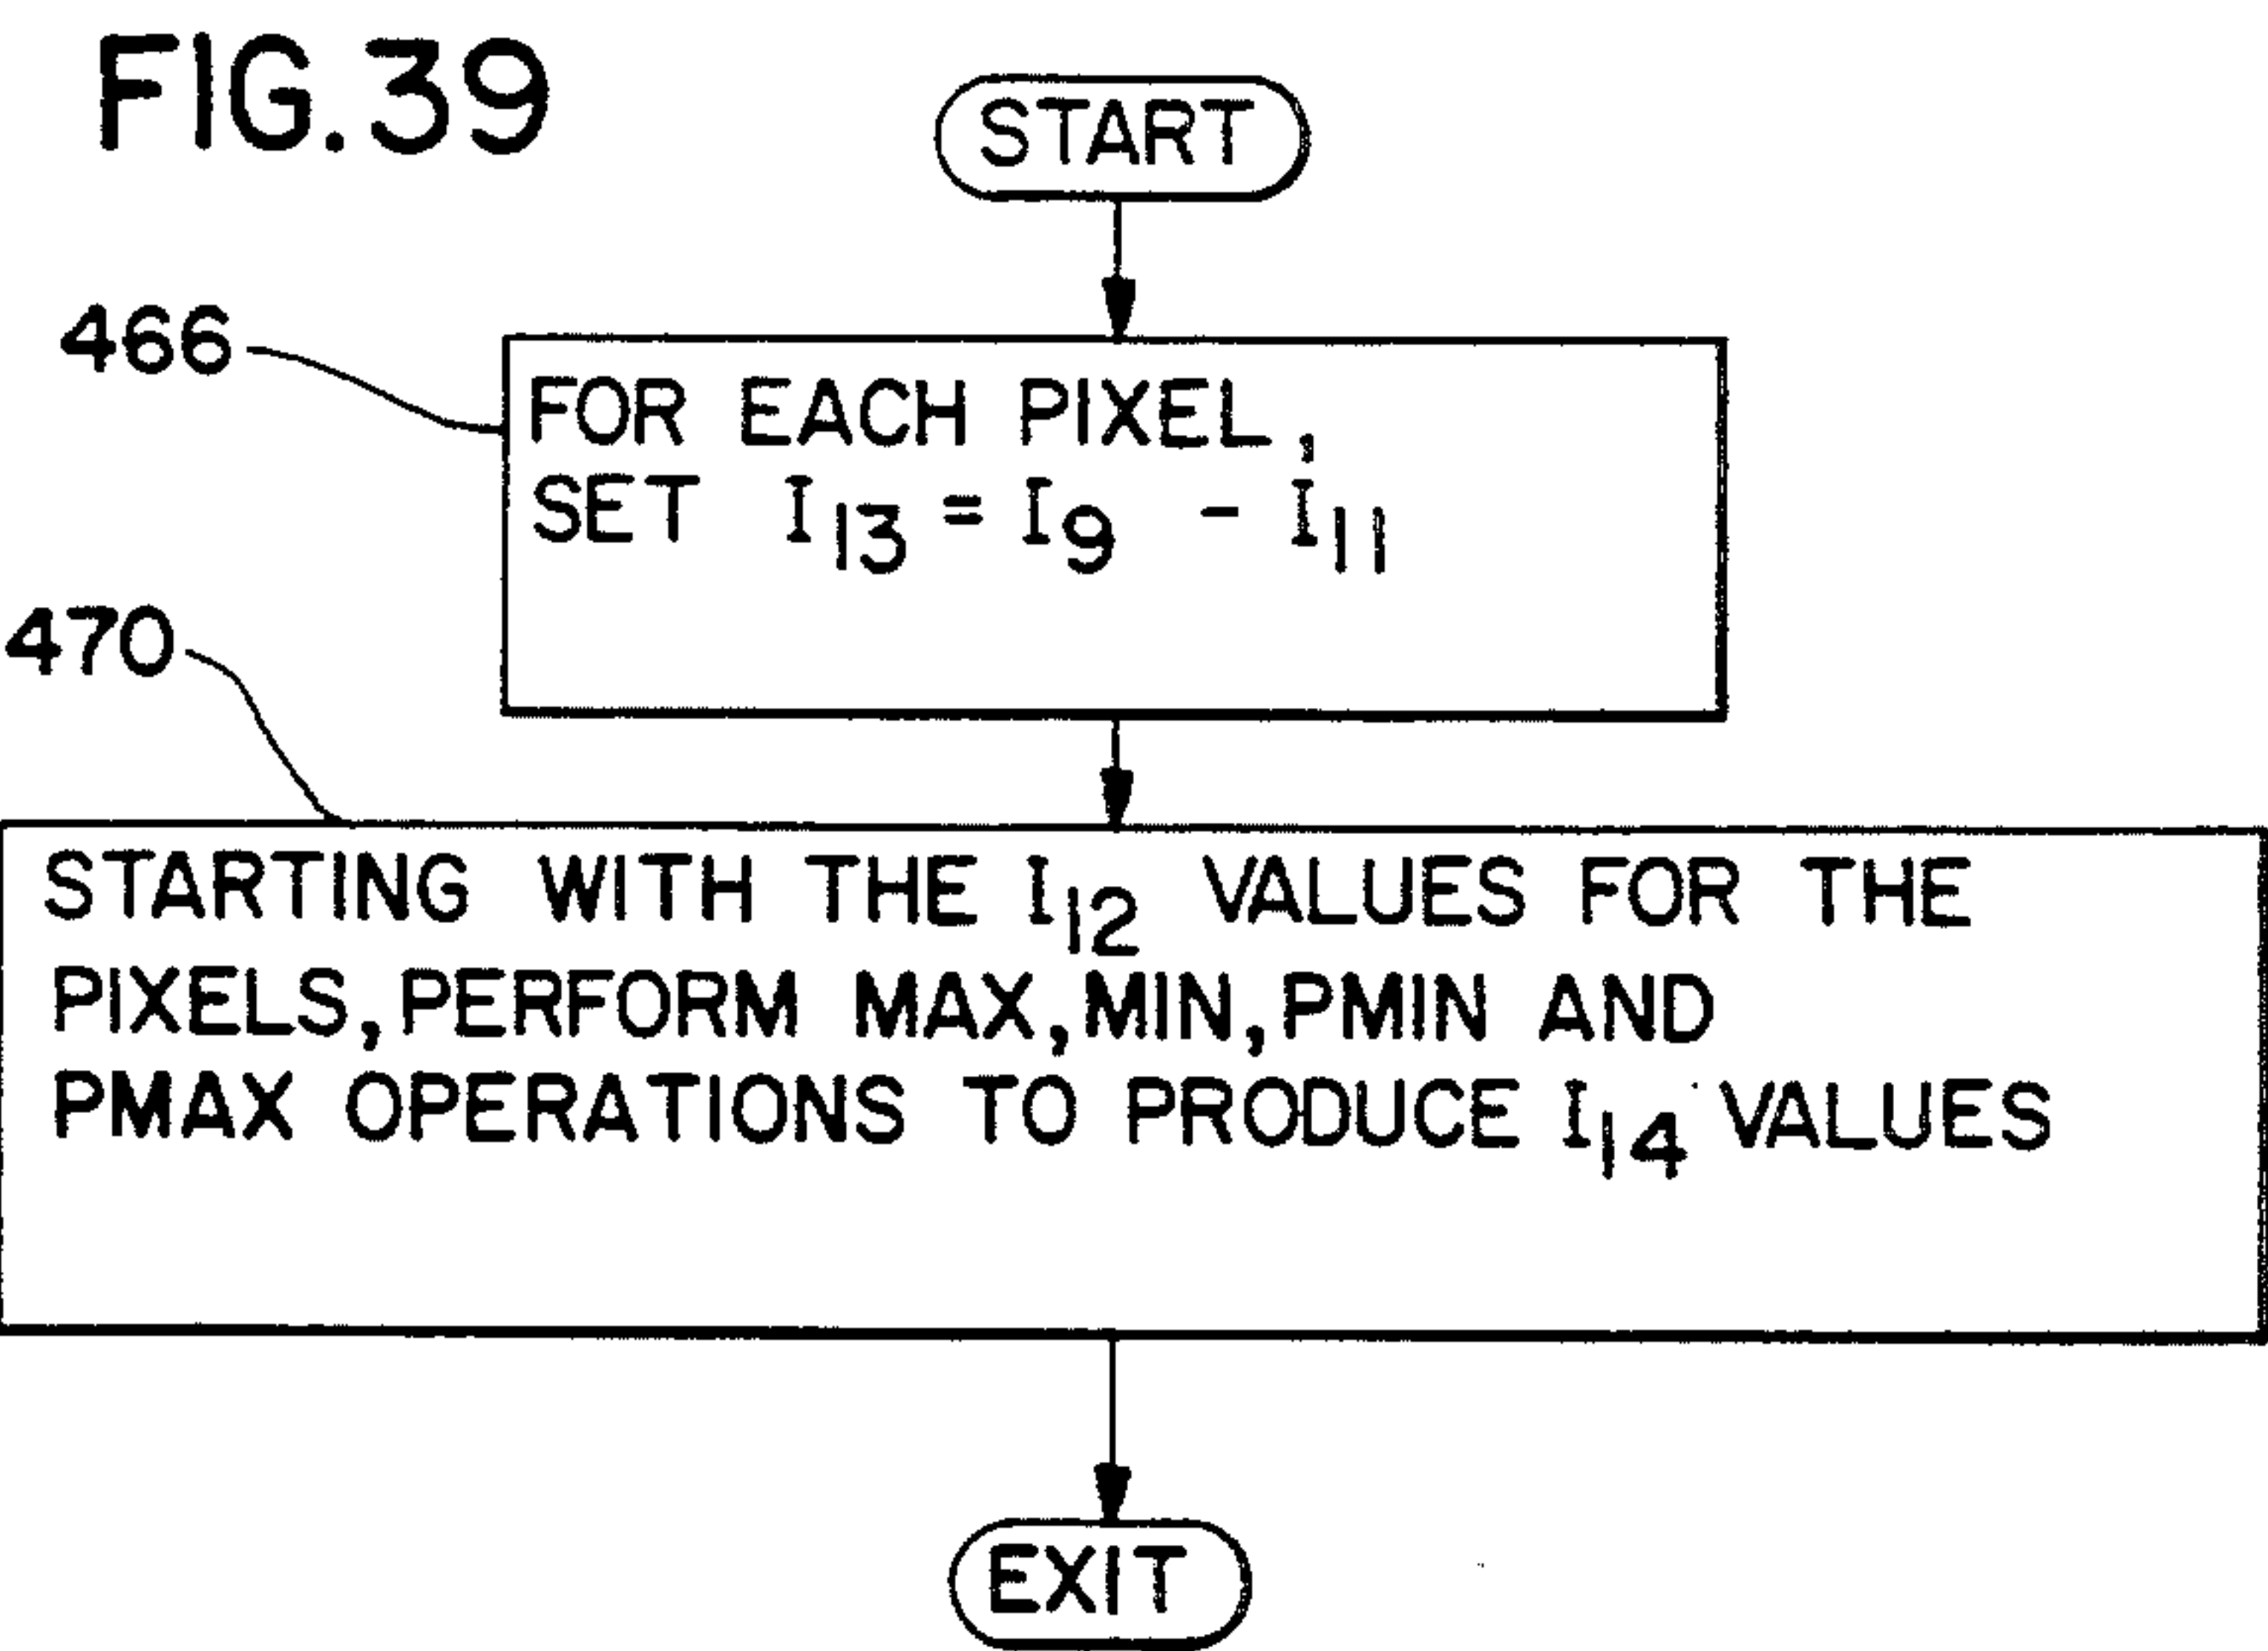 FIG. 39
START
466
FOR EACH PIXEL,
SET I₁₃ = I₉ - I₁₁
470
STARTING WITH THE I₁₂ VALUES FOR THE
PIXELS, PERFORM MAX, MIN, PMIN AND
PMAX OPERATIONS TO PRODUCE I₁₄ VALUES
EXIT